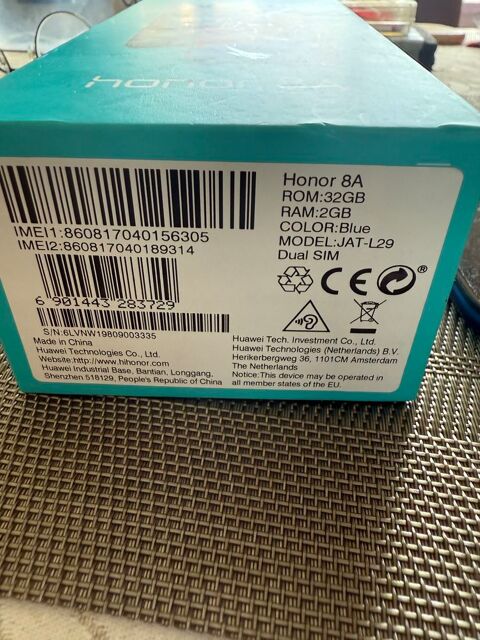 honor 8A
IMEI1:860817040156305
IMEI2:860817040189314
6 901443 283729
S/N:6LVNW19809003335
Made in China
Huawei Technologies Co., Ltd.
Website:http://www.hihonor.com
Huawei Industrial Base, Bantian, Longgang,
Shenzhen 518129, People's Republic of China
Honor 8A
ROM:32GB
RAM:2GB
COLOR:Blue
MODEL:JAT-L29
Dual SIM
CE
®
Huawei Tech. Investment Co., Ltd.
Huawei Technologies (Netherlands) B.V.
Herikerbergweg 36, 1101CM Amsterdam
The Netherlands
Notice:This device may be operated in
all member states of the EU.